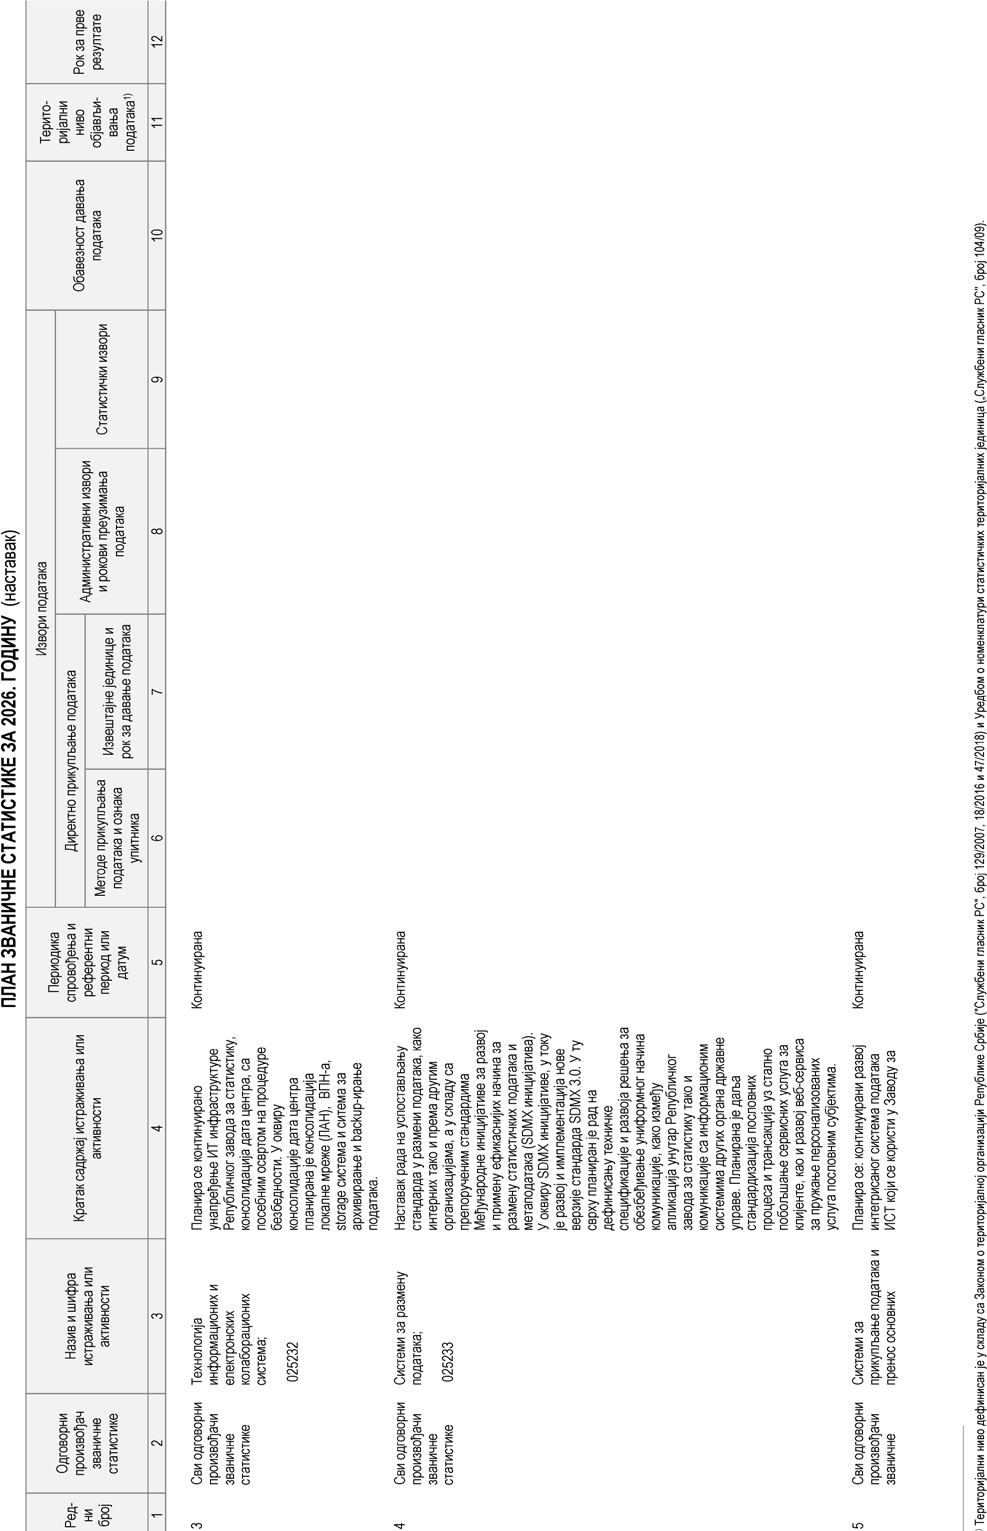 ПЛАН ЗВАНИЧНЕ СТАТИСТИКЕ ЗА 2026. ГОДИНУ (наставак)
Ред-
ни
број
Одговорни
произвођач
званичне
статистике
Назив и шифра
истраживања или
активности
Кратак садржај истраживања или
активности
Периодика
спровођења и
референтни
период или
датум
Извори података
Директно прикупљање података
Методе прикупљања
података и ознака
упитника
Извештајне јединице и
рок за давање података
Административни извори
и рокови преузимања
података
Статистички извори
Обавезност давања
података
Терито-
ријални
ниво
објављи-
вања
података1)
Рок за прве
резултате
1 2 3 4 5 6 7 8 9 10 11 12
3
Сви одговорни
произвођачи
званичне
статистике
Технологија
информационих и
електронских
колаборационих
система;
025232
Планира се континуирано
унапређење ИТ инфраструктуре
Републичког завода за статистику,
консолидација дата центра, са
посебним освртом на процедуре
безбедности. У оквиру
консолидације дата центра
планирана је консолидација
локалне мреже (ЛАН), ВПН-а,
storage система и система за
архивирање и backup-ирање
података.
Континуирана
4
Сви одговорни
произвођачи
званичне
статистике
Системи за размену
података;
025233
Наставак рада на успостављању
стандарда у размени података, како
интерних тако и према другим
организацијама, а у складу са
препорученим стандардима
Међународне иницијативе за развој
и примену ефикаснијих начина за
размену статистичких података и
метаподатака (SDMX иницијатива).
У оквиру SDMX иницијативе, у току
је развој и имплементација нове
верзије стандарда SDMX 3.0. У ту
сврху планиран је рад на
дефинисању техничке
спецификације и развоја решења за
обезбеђивање униформног начина
комуникације, како између
апликација унутар Републичког
завода за статистику тако и
комуникације са информационим
системима других органа државне
управе. Планирана је даља
стандардизација пословних
процеса и трансакција уз стално
побољшање сервисних услуга за
клијенте, као и развој веб-сервиса
за пружање персонализованих
услуга пословним субјектима.
Континуирана
5
Сви одговорни
произвођачи
званичне
Системи за
прикупљање података и
пренос основних
Планира се: континуирани развој
интегрисаног система података
ИСТ који се користи у Заводу за
Континуирана
) Територијални ниво дефинисан је у складу са Законом о територијалној организацији Републике Србије ("Службени гласник РС", број 129/2007, 18/2016 и 47/2018) и Уредбом о номенклатури статистичких територијалних јединица („Службени гласник РС", број 104/09).